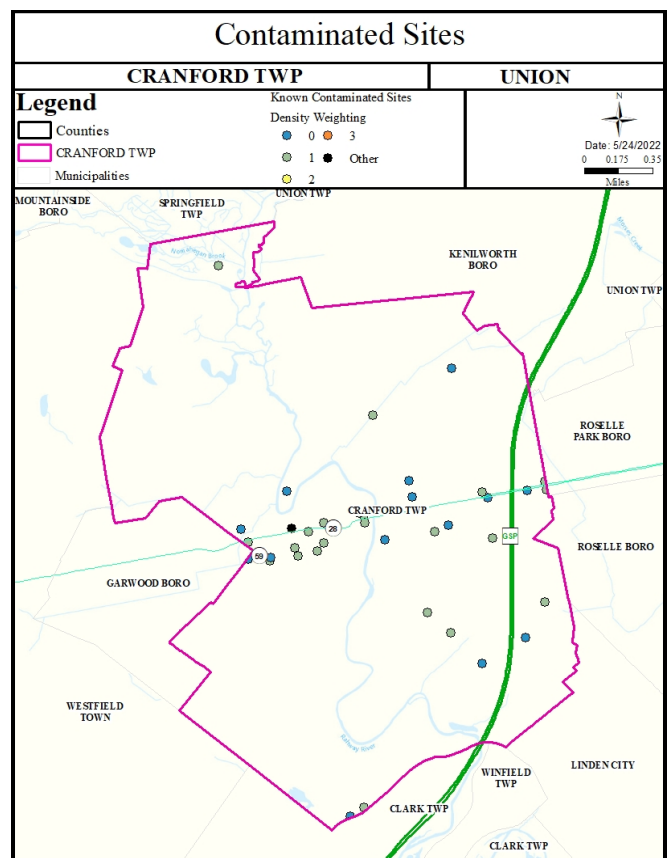 Contaminated Sites
CRANFORD TWP
UNION
Legend
Counties
CRANFORD TWP
Municipalities
Known Contaminated Sites
Density Weighting
0
3
1
Other
2
N
Date: 5/24/2022
0 0.175 0.35
Miles
MOUNTAINSIDE
BORO
SPRINGFIELD
TWP
UNION TWP
KENILWORTH
BORO
UNION TWP
ROSELLE
PARK BORO
CRANFORD TWP
28
59
GSP
ROSELLE BORO
GARWOOD BORO
WESTFIELD
TOWN
Rahway River
LINDEN CITY
WINFIELD
TWP
CLARK TWP
CLARK TWP